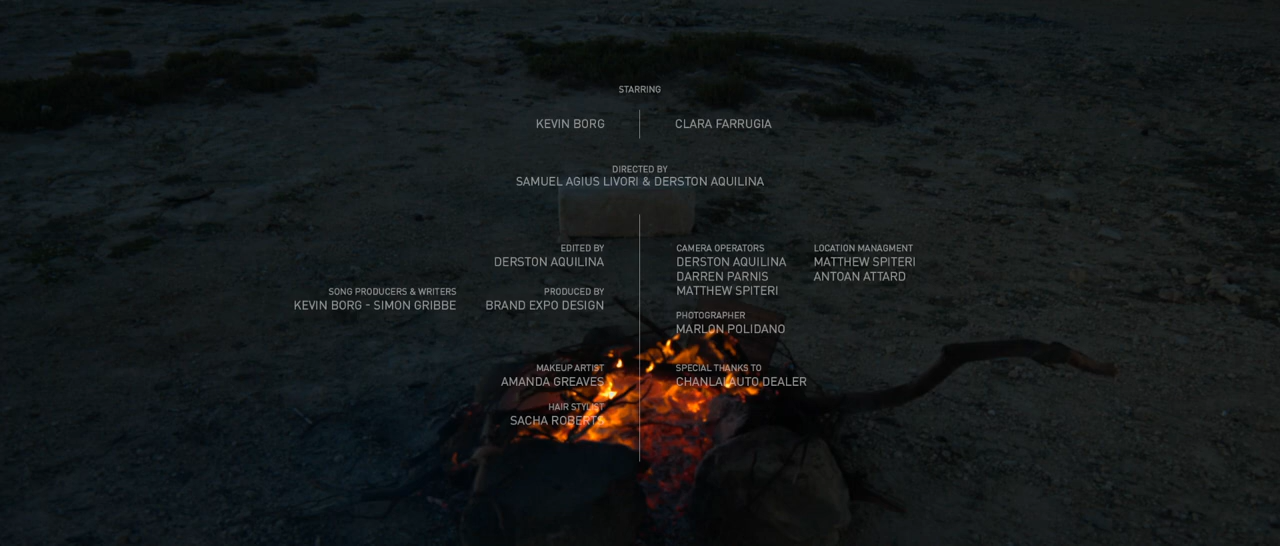 STARRING
KEVIN BORG
CLARA FARRUGIA
DIRECTED BY
SAMUEL AGIUS LIVORI & DERSTON AQUILINA
EDITED BY
DERSTON AQUILINA
SONG PRODUCERS & WRITERS
KEVIN BORG - SIMON GRIBBE
PRODUCED BY
BRAND EXPO DESIGN
CAMERA OPERATORS
DERSTON AQUILINA
DARREN PARNIS
MATTHEW SPITERI
LOCATION MANAGMENT
MATTHEW SPITERI
ANTOAN ATTARD
PHOTOGRAPHER
MARLON POLIDANO
MAKEUP ARTIST
AMANDA GREAVES
HAIR STYLIST
SACHA ROBERTS
SPECIAL THANKS TO
CHANLAI AUTO DEALER